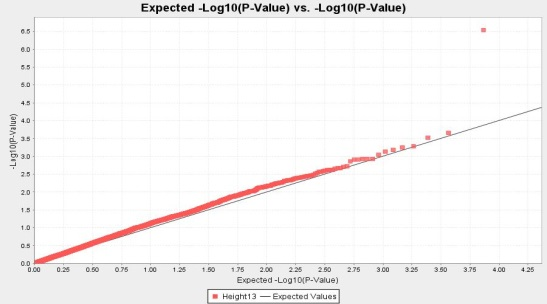 Expected -Log10(P-Value) vs. -Log10(P-Value)
6.5
6.0
5.5
5.0
4.5
4.0
3.5
3.0
2.5
2.0
1.5
1.0
0.5
0.0
-Log10(P-Value)
0.00 0.25 0.50 0.75 1.00 1.25 1.50 1.75 2.00 2.25 2.50 2.75 3.00 3.25 3.50 3.75 4.00 4.25
Expected -Log10(P-Value)
Height13 Expected Values